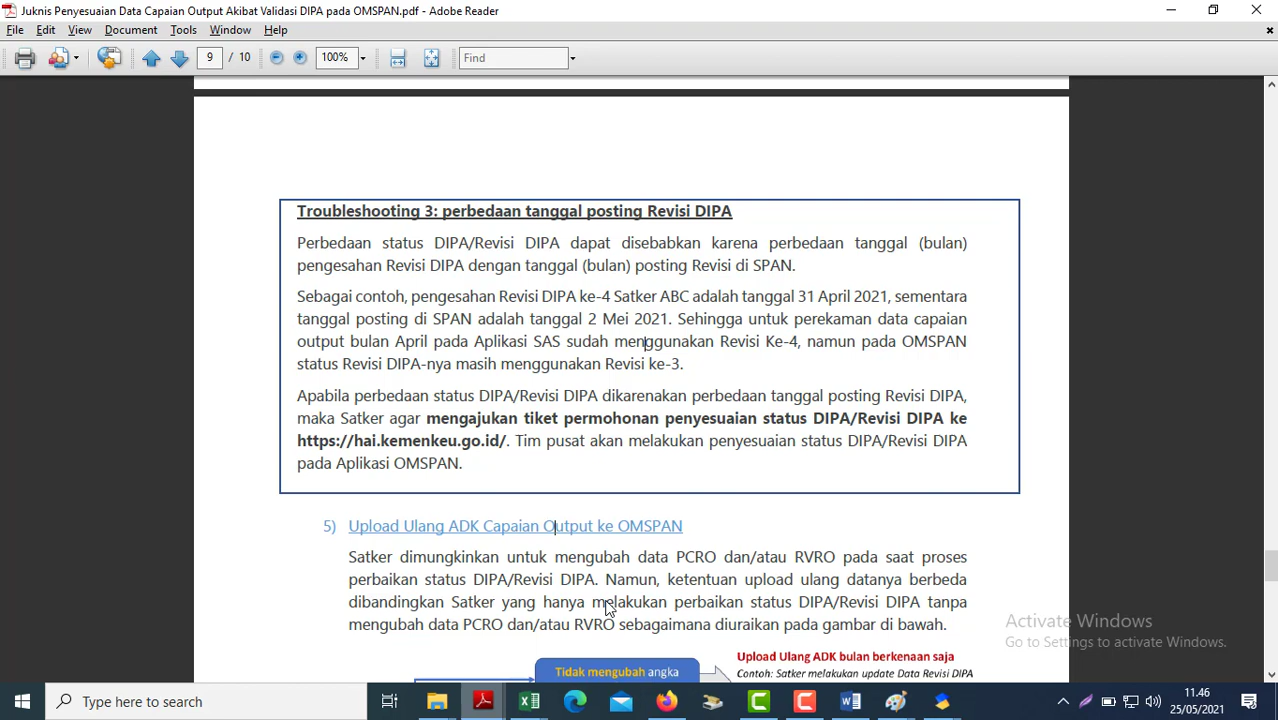 Juknis Penyesuaian Data Capaian Output Akibat Validasi DIPA pada OMSPAN.pdf - Adobe Reader
File Edit View Document Tools Window Help
9 / 10 100% Find
Troubleshooting 3: perbedaan tanggal posting Revisi DIPA
Perbedaan status DIPA/Revisi DIPA dapat disebabkan karena perbedaan tanggal (bulan)
pengesahan Revisi DIPA dengan tanggal (bulan) posting Revisi di SPAN.
Sebagai contoh, pengesahan Revisi DIPA ke-4 Satker ABC adalah tanggal 31 April 2021, sementara
tanggal posting di SPAN adalah tanggal 2 Mei 2021. Sehingga untuk perekaman data capaian
output bulan April pada Aplikasi SAS sudah menggunakan Revisi Ke-4, namun pada OMSPAN
status Revisi DIPA-nya masih menggunakan Revisi ke-3.
Apabila perbedaan status DIPA/Revisi DIPA dikarenakan perbedaan tanggal posting Revisi DIPA,
maka Satker agar mengajukan tiket permohonan penyesuaian status DIPA/Revisi DIPA ke
https://hai.kemenkeu.go.id/. Tim pusat akan melakukan penyesuaian status DIPA/Revisi DIPA
pada Aplikasi OMSPAN.
5) Upload Ulang ADK Capaian Output ke OMSPAN
Satker dimungkinkan untuk mengubah data PCRO dan/atau RVRO pada saat proses
perbaikan status DIPA/Revisi DIPA. Namun, ketentuan upload ulang datanya berbeda
dibandingkan Satker yang hanya melakukan perbaikan status DIPA/Revisi DIPA tanpa
mengubah data PCRO dan/atau RVRO sebagaimana diuraikan pada gambar di bawah.
Activate Windows
Go to Settings to activate Windows.
Upload Ulang ADK bulan berkenaan saja
Tidak mengubah angka
Contoh: Satker melakukan update Data Revisi DIPA
Type here to search
11.46
25/05/2021